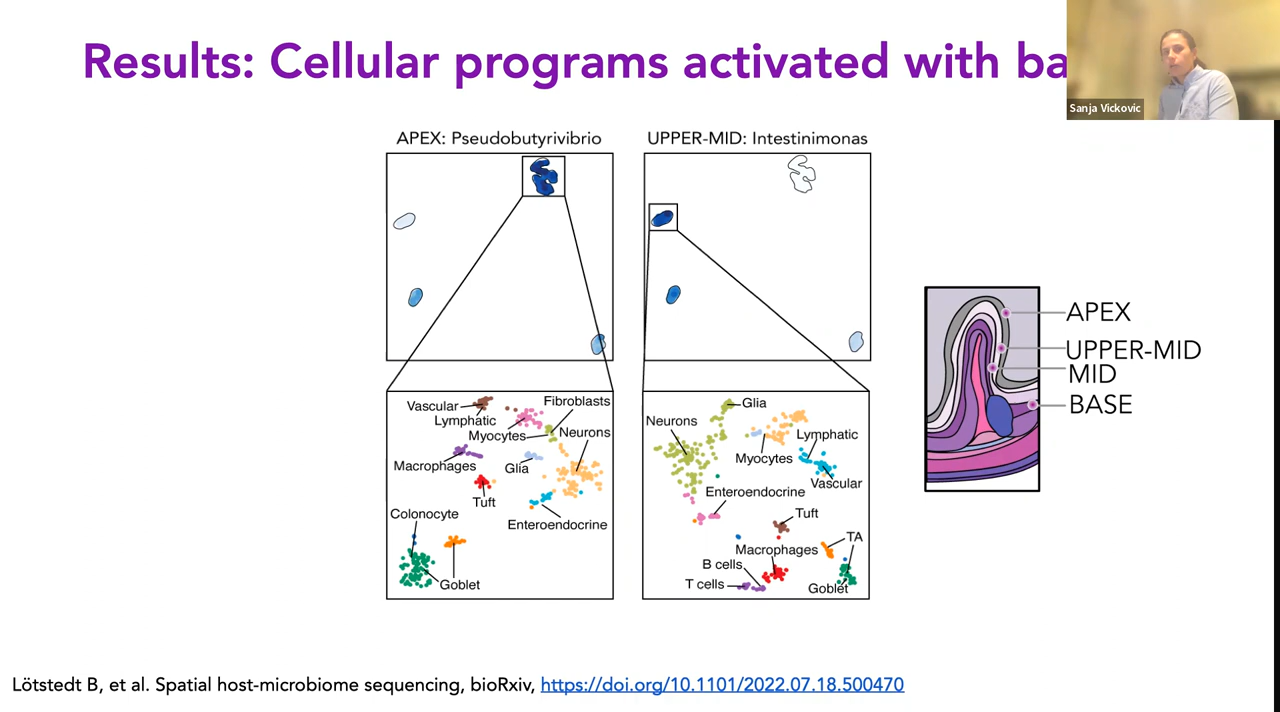 Results: Cellular programs activated with ba
Sanja Vickovic
APEX: Pseudobutyrivibrio
UPPER-MID: Intestinimonas
Vascular
Lymphatic
Myocytes
Fibroblasts
Neurons
Macrophages
Glia
Tuft
Enteroendocrine
Colonocyte
Goblet
Neurons
Glia
Myocytes
Lymphatic
Vascular
Enteroendocrine
Tuft
TA
Macrophages
B cells
T cells
Goblet
APEX
UPPER-MID
MID
BASE
Lötstedt B, et al. Spatial host-microbiome sequencing, bioRxiv, https://doi.org/10.1101/2022.07.18.500470